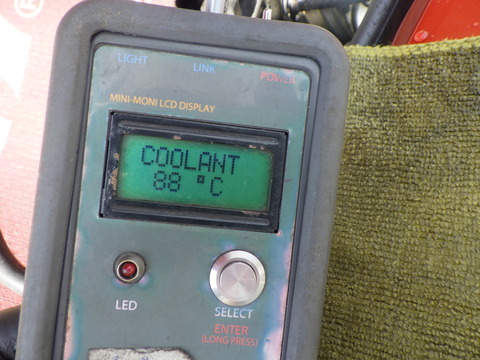 LIGHT LINK POWER
MINI-MONI LCD DISPLAY
COOLANT
88 °C
LED
SELECT
ENTER
(LONG PRESS)